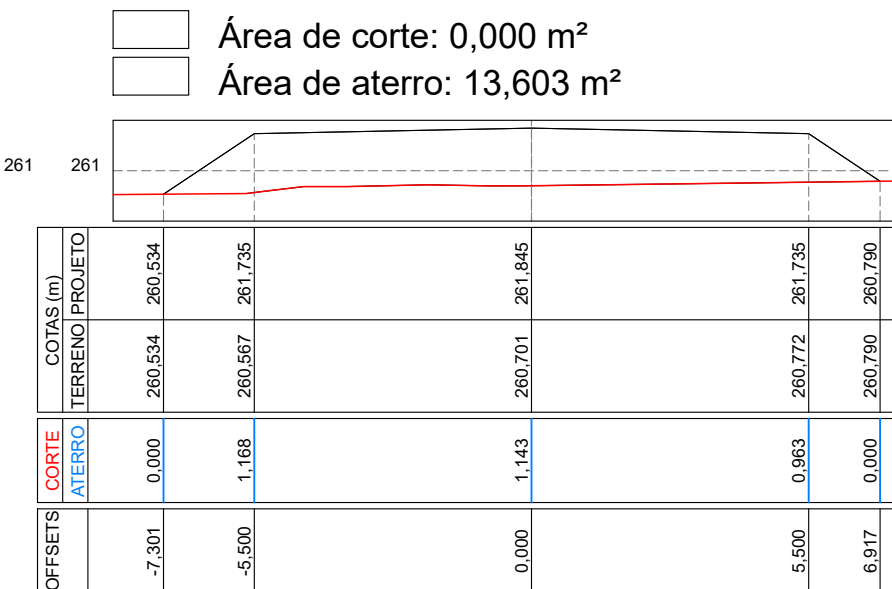 Área de corte: 0,000 m²
Área de aterro: 13,603 m²
261 261
COTAS (m)
PROJETO 260,534 261,735 261,845 261,735 260,790
TERRENO 260,534 260,567 260,701 260,772 260,790
CORTE
ATERRO 0,000 1,168 1,143 0,963 0,000
OFFSETS -7,301 -5,500 0,000 5,500 6,917